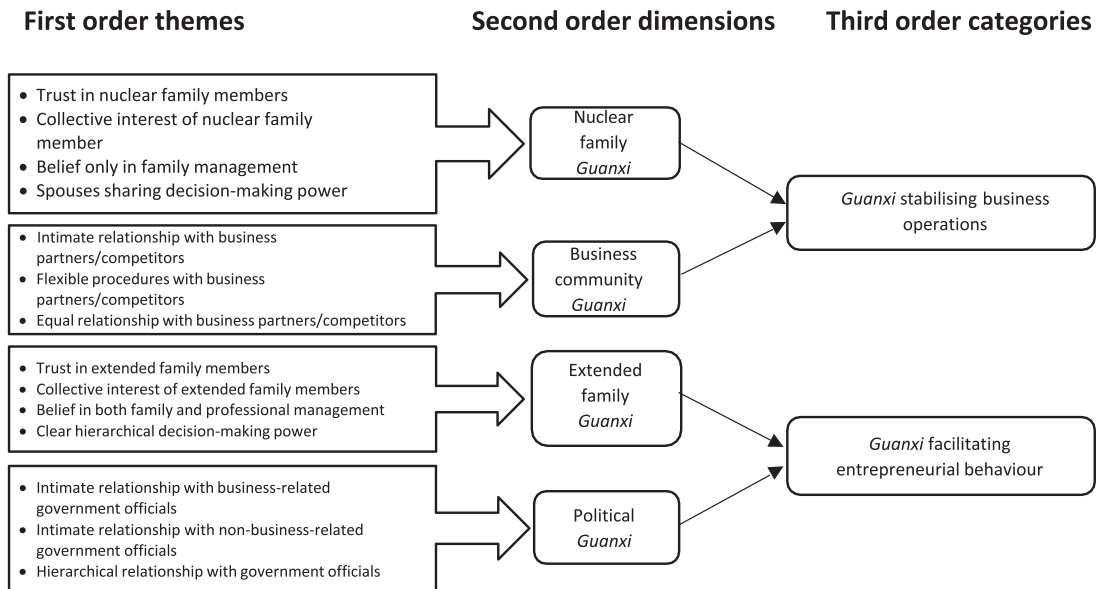 First order themes
Second order dimensions
Third order categories
• Trust in nuclear family members
• Collective interest of nuclear family
member
• Belief only in family management
• Spouses sharing decision-making power
Nuclear
family
Guanxi
• Intimate relationship with business
partners/competitors
• Flexible procedures with business
partners/competitors
• Equal relationship with business partners/competitors
Business
community
Guanxi
Guanxi stabilising business
operations
• Trust in extended family members
• Collective interest of extended family members
• Belief in both family and professional management
• Clear hierarchical decision-making power
Extended
family
Guanxi
• Intimate relationship with business-related
government officials
• Intimate relationship with non-business-related
government officials
• Hierarchical relationship with government officials
Political
Guanxi
Guanxi facilitating
entrepreneurial behaviour